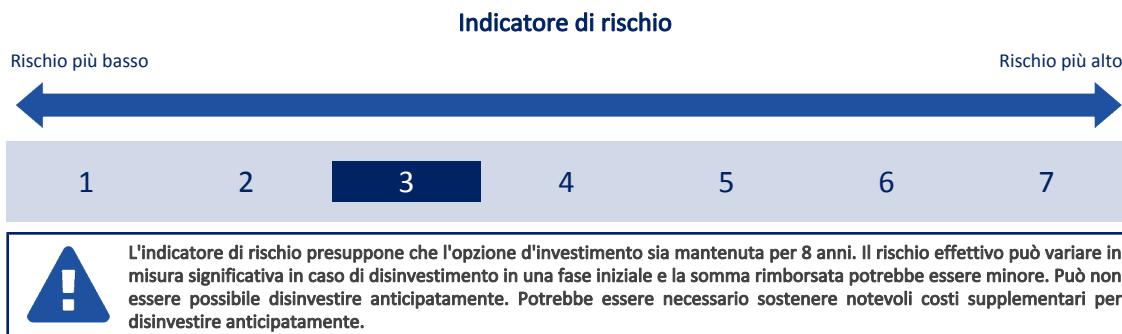 Indicatore di rischio
Rischio più basso
Rischio più alto
1 2 3 4 5 6 7
L'indicatore di rischio presuppone che l'opzione d'investimento sia mantenuta per 8 anni. Il rischio effettivo può variare in
misura significativa in caso di disinvestimento in una fase iniziale e la somma rimborsata potrebbe essere minore. Può non
essere possibile disinvestire anticipatamente. Potrebbe essere necessario sostenere notevoli costi supplementari per
disinvestire anticipatamente.